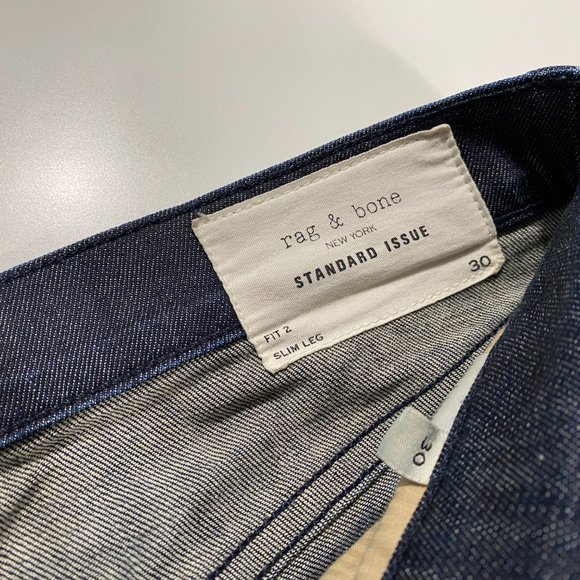 rag & bone
NEW YORK
STANDARD ISSUE
30
FIT 2
SLIM LEG
30